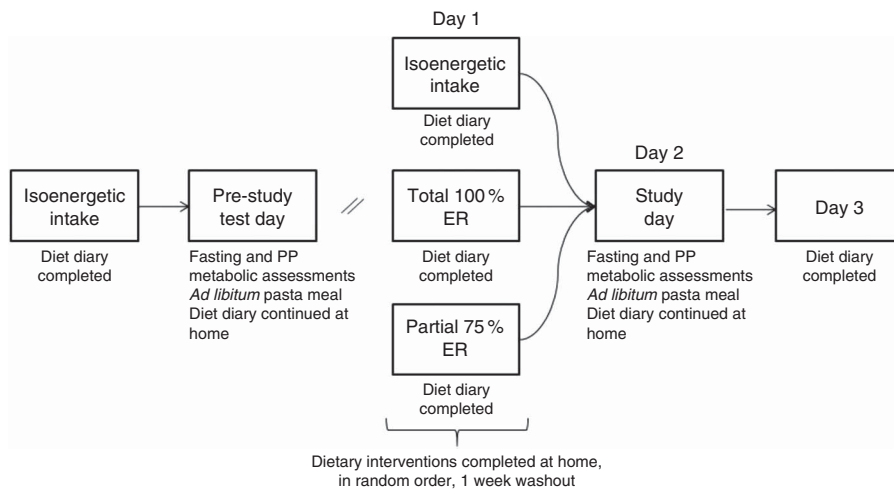 Day 1
Isoenergetic
intake
Diet diary
completed
Isoenergetic
intake
Diet diary
completed
Pre-study
test day
Fasting and PP
metabolic assessments
Ad libitum pasta meal
Diet diary continued at
home
//
Total 100 %
ER
Diet diary
completed
Partial 75 %
ER
Diet diary
completed
Dietary interventions completed at home,
in random order, 1 week washout
Day 2
Study
day
Fasting and PP
metabolic assessments
Ad libitum pasta meal
Diet diary continued at
home
Day 3
Diet diary
completed